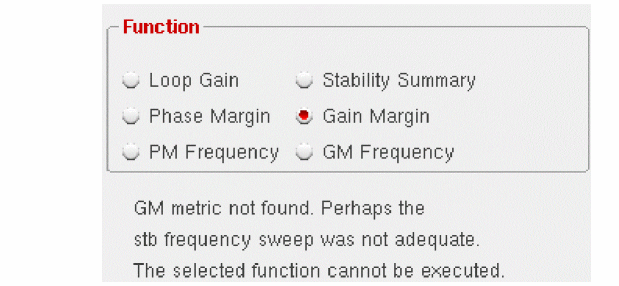 Function
Loop Gain Stability Summary
Phase Margin Gain Margin
PM Frequency GM Frequency
GM metric not found. Perhaps the
stb frequency sweep was not adequate.
The selected function cannot be executed.